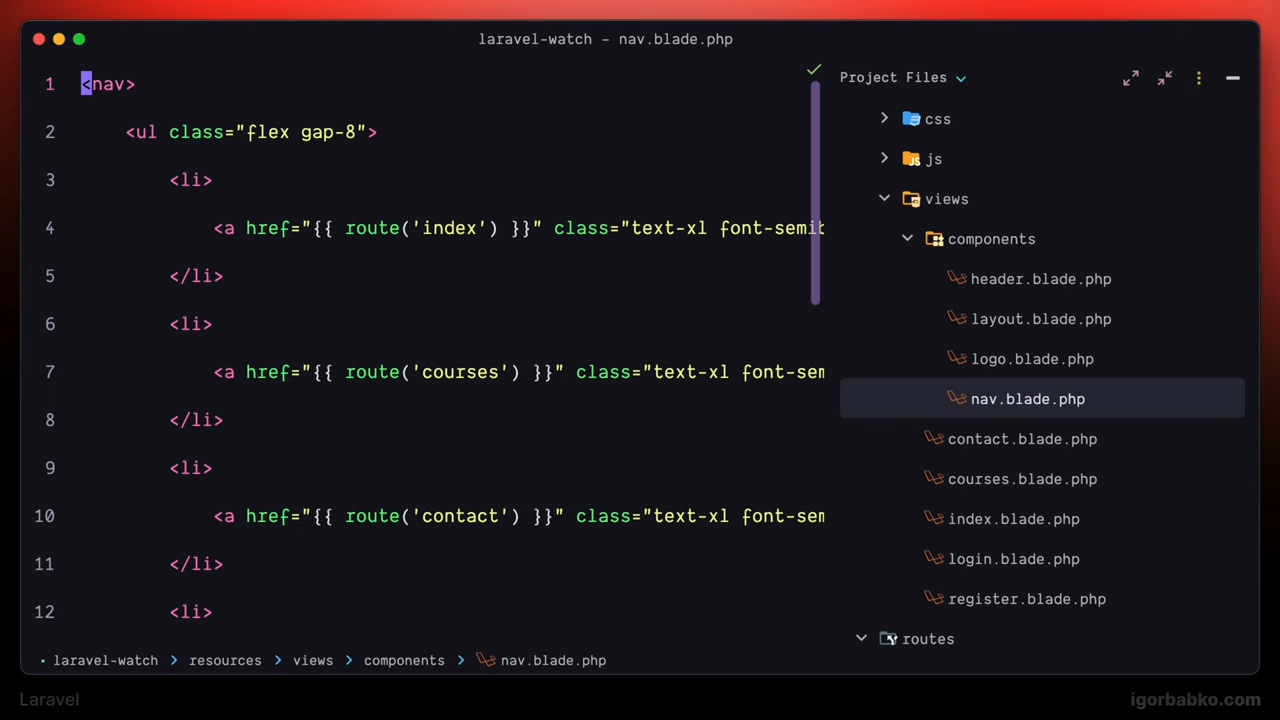 laravel-watch – nav.blade.php
1 <nav>
2 <ul class="flex gap-8">
3 <li>
4 <a href="{{ route('index') }}" class="text-xl
5 </li>
6 <li>
7 <a href="{{ route('courses') }}" class="text-xl font-sem
8 </li>
9 <li>
10 <a href="{{ route('contact') }}" class="text-xl font-sem
11 </li>
12 <li>
Project Files
css
js
views
components
header.blade.php
layout.blade.php
logo.blade.php
nav.blade.php
contact.blade.php
courses.blade.php
index.blade.php
login.blade.php
register.blade.php
routes
laravel-watch > resources > views > components > nav.blade.php
Laravel
igorbabko.com